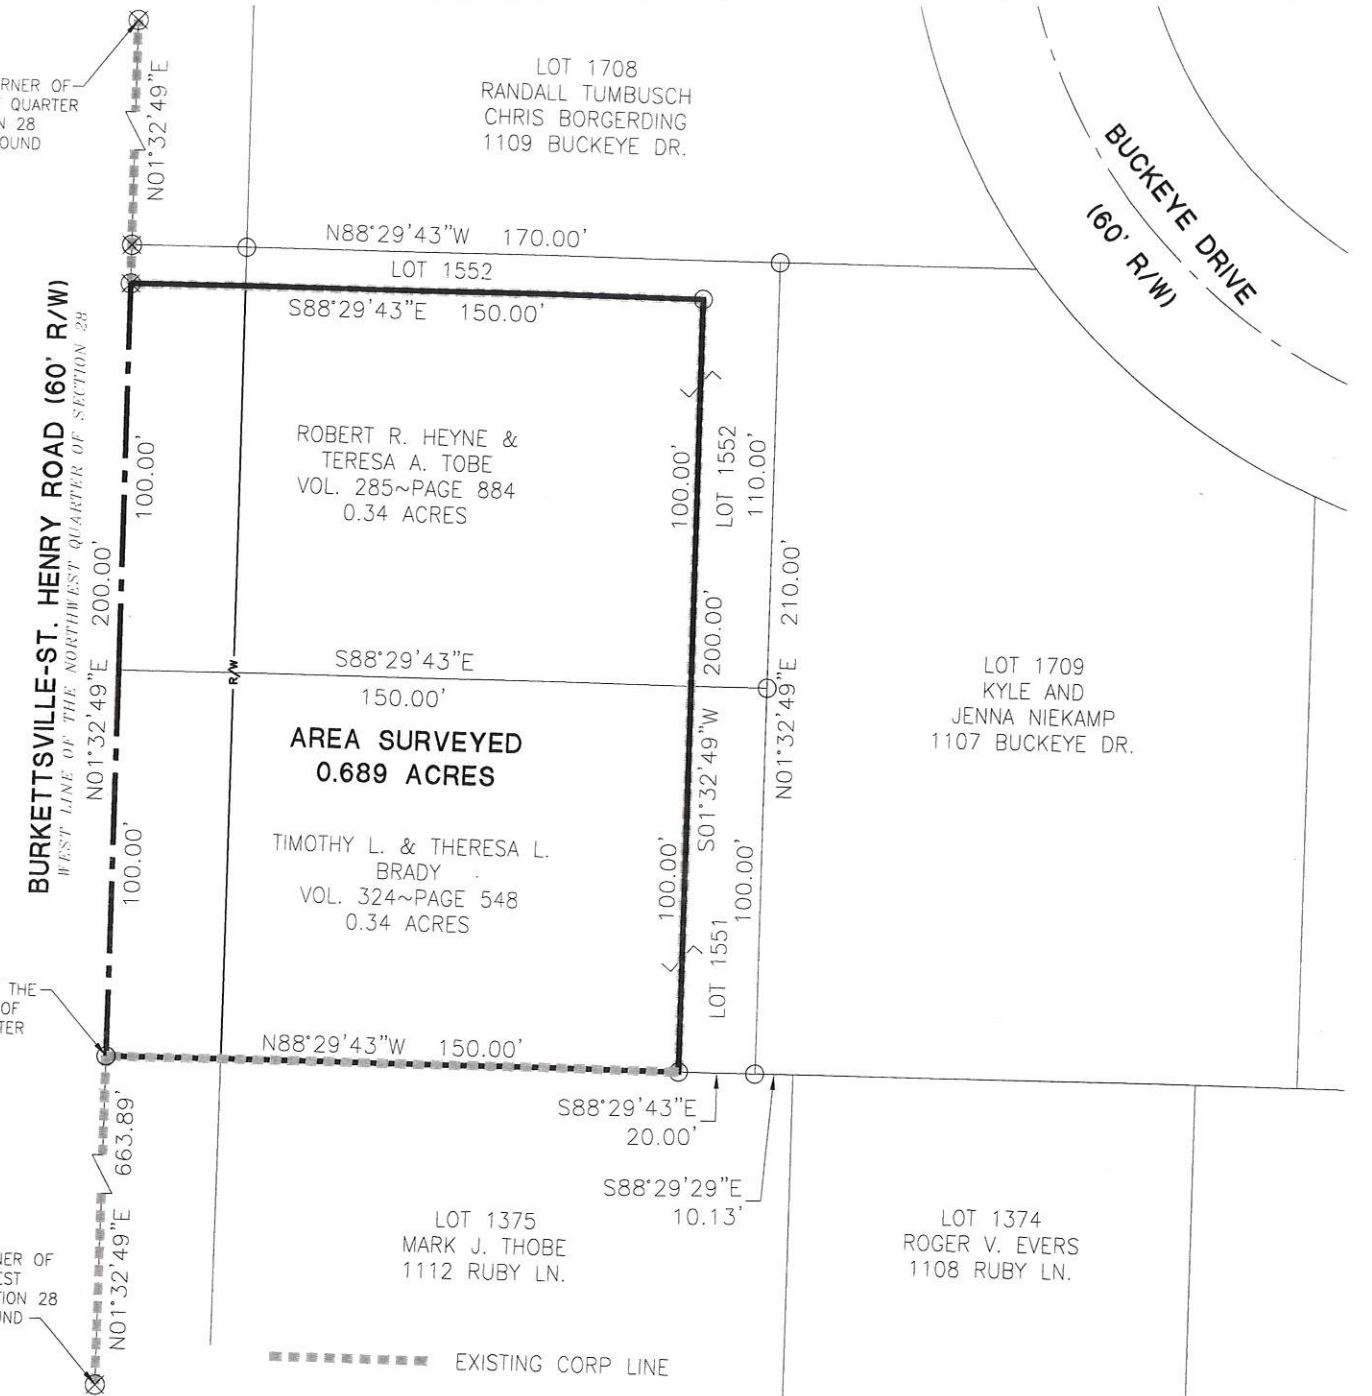 RNER OF
QUARTER
N 28
OUND
N01°32'49"E
LOT 1708
RANDALL TUMBUSCH
CHRIS BORGERDING
1109 BUCKEYE DR.
BUCKEYE DRIVE
(60' R/W)
N88°29'43"W 170.00'
LOT 1552
S88°29'43"E 150.00'
BURKETTSVILLE-ST. HENRY ROAD (60' R/W)
WEST LINE OF THE NORTHWEST QUARTER OF SECTION 28
N01°32'49"E 200.00'
100.00'
100.00'
ROBERT R. HEYNE &
TERESA A. TOBE
VOL. 285~PAGE 884
0.34 ACRES
100.00'
LOT 1552
110.00'
S01°32'49"W 200.00'
N01°32'49"E 210.00'
R/W
S88°29'43"E
150.00'
AREA SURVEYED
0.689 ACRES
LOT 1709
KYLE AND
JENNA NIEKAMP
1107 BUCKEYE DR.
TIMOTHY L. & THERESA L.
BRADY
VOL. 324~PAGE 548
0.34 ACRES
100.00'
LOT 1551
100.00'
THE
OF
TER
N88°29'43"W 150.00'
S88°29'43"E
20.00'
S88°29'29"E
10.13'
N01°32'49"E 663.89'
LOT 1375
MARK J. THOBE
1112 RUBY LN.
LOT 1374
ROGER V. EVERS
1108 RUBY LN.
NER OF
EST
TION 28
UND
EXISTING CORP LINE